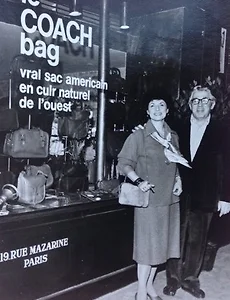 le
COACH
bag
vrai sac americain
en cuir naturel
de l'ouest
19.RUE MAZARINE
PARIS